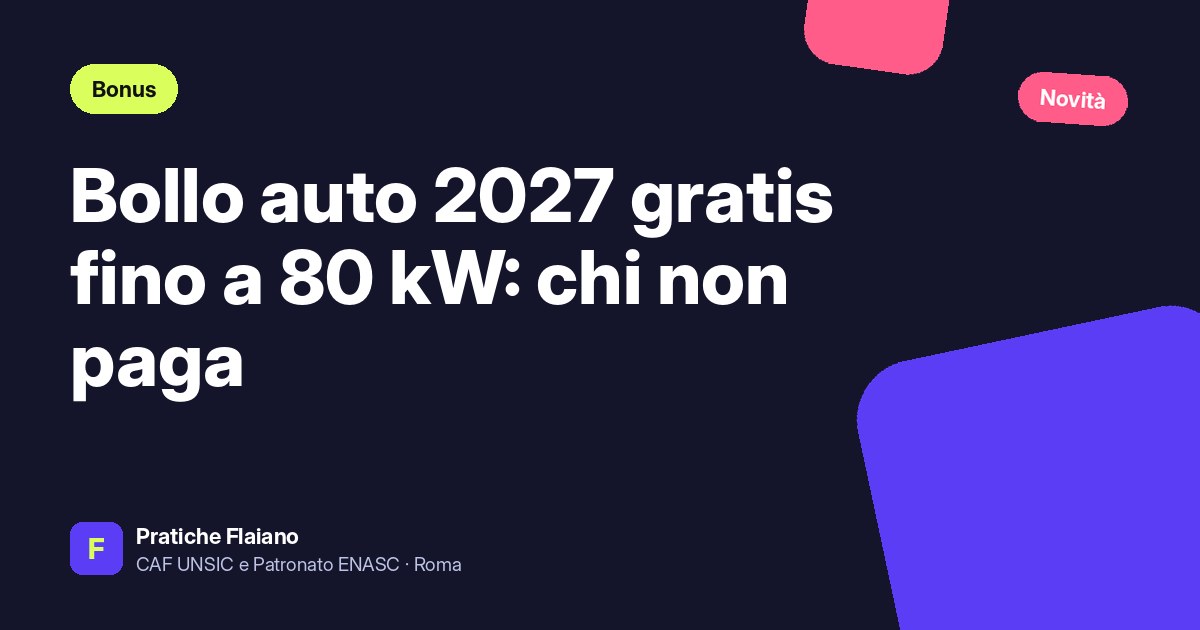 Bonus
Novità
Bollo auto 2027 gratis
fino a 80 kW: chi non
paga
F
Pratiche Flaiano
CAF UNSIC e Patronato ENASC · Roma